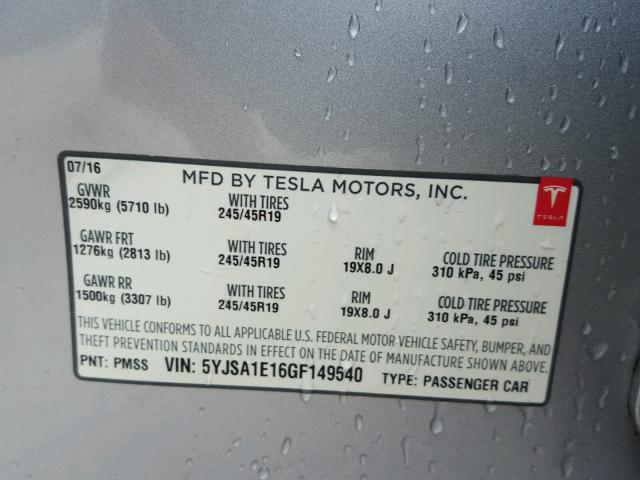 07/16
MFD BY TESLA MOTORS, INC.
TESLA
GVWR WITH TIRES
2590kg (5710 lb) 245/45R19
GAWR FRT WITH TIRES RIM COLD TIRE PRESSURE
1276kg (2813 lb) 245/45R19 19X8.0 J 310 kPa, 45 psi
GAWR RR WITH TIRES RIM COLD TIRE PRESSURE
1500kg (3307 lb) 245/45R19 19X8.0 J 310 kPa, 45 psi
THIS VEHICLE CONFORMS TO ALL APPLICABLE U.S. FEDERAL MOTOR VEHICLE SAFETY, BUMPER, AND
THEFT PREVENTION STANDARDS IN EFFECT ON THE DATE OF MANUFACTURE SHOWN ABOVE.
PNT: PMSS VIN: 5YJSA1E16GF149540 TYPE: PASSENGER CAR